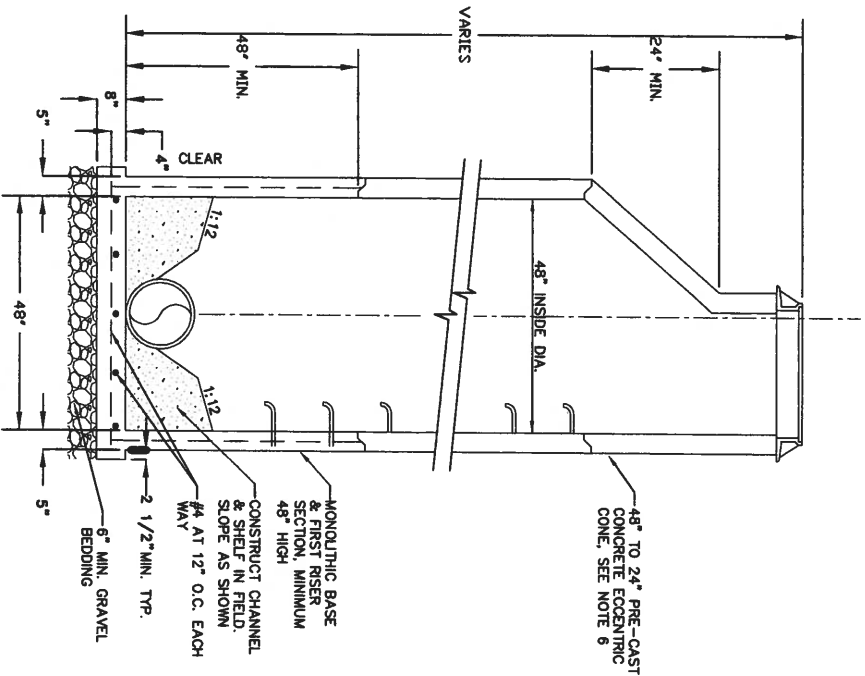 VARIES
24" MIN.
48" MIN.
8"
5"
4" CLEAR
1:12
48" INSIDE DIA.
48"
1:12
5"
48" TO 24" PRE-CAST
CONCRETE ECCENTRIC
CONE, SEE NOTE 6
MONOLITHIC BASE
& FIRST RISER
SECTION, MINIMUM
48" HIGH
CONSTRUCT CHANNEL
& SHELF IN FIELD.
SLOPE AS SHOWN
#4 AT 12" O.C. EACH
WAY
2 1/2" MIN. TYP.
6" MIN. GRAVEL
BEDDING